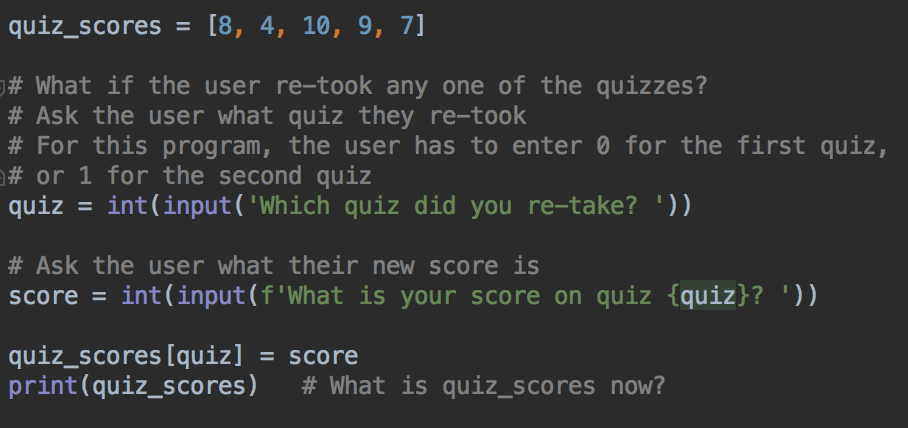 quiz_scores = [8, 4, 10, 9, 7]
# What if the user re-took any one of the quizzes?
# Ask the user what quiz they re-took
# For this program, the user has to enter 0 for the first quiz,
# or 1 for the second quiz
quiz = int(input('Which quiz did you re-take? '))
# Ask the user what their new score is
score = int(input(f'What is your score on quiz {quiz}? '))
quiz_scores[quiz] = score
print(quiz_scores)   # What is quiz_scores now?